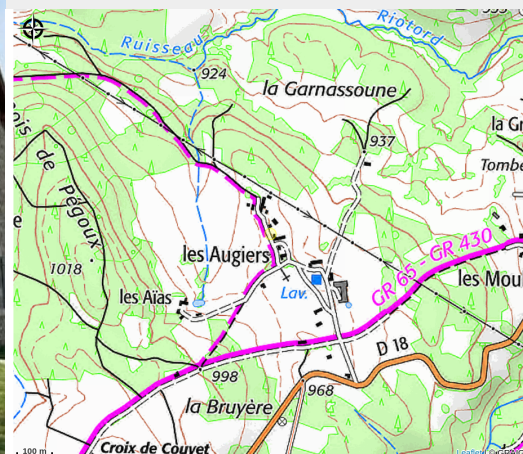 Riotord
Ruisseau
924
la Garnassoune
937
la Gr
Tombe
Bois de Pégoux
1018
les Augiers
GR 65 - GR 430
les Mou
les Aïas
Lav.
D 18
998
968
la Bruyère
Croix de Couvet
100 m
Leaflet